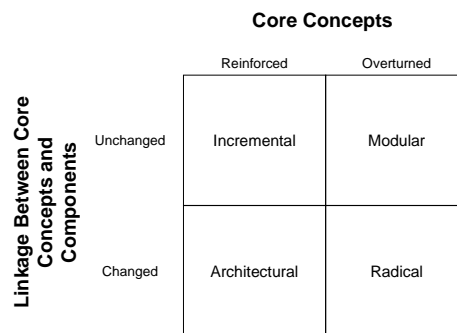 Core Concepts
Reinforced
Overturned
Linkage Between Core
Concepts and
Components
Unchanged
Incremental
Modular
Changed
Architectural
Radical